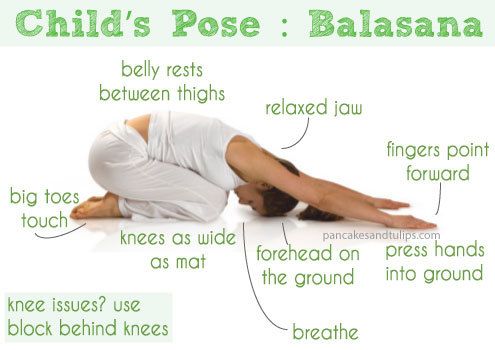 Child's Pose : Balasana
belly rests
between thighs
relaxed jaw
fingers point
forward
big toes
touch
knees as wide
as mat
forehead on
the ground
pancakesandtulips.com
press hands
into ground
knee issues? use
block behind knees
breathe